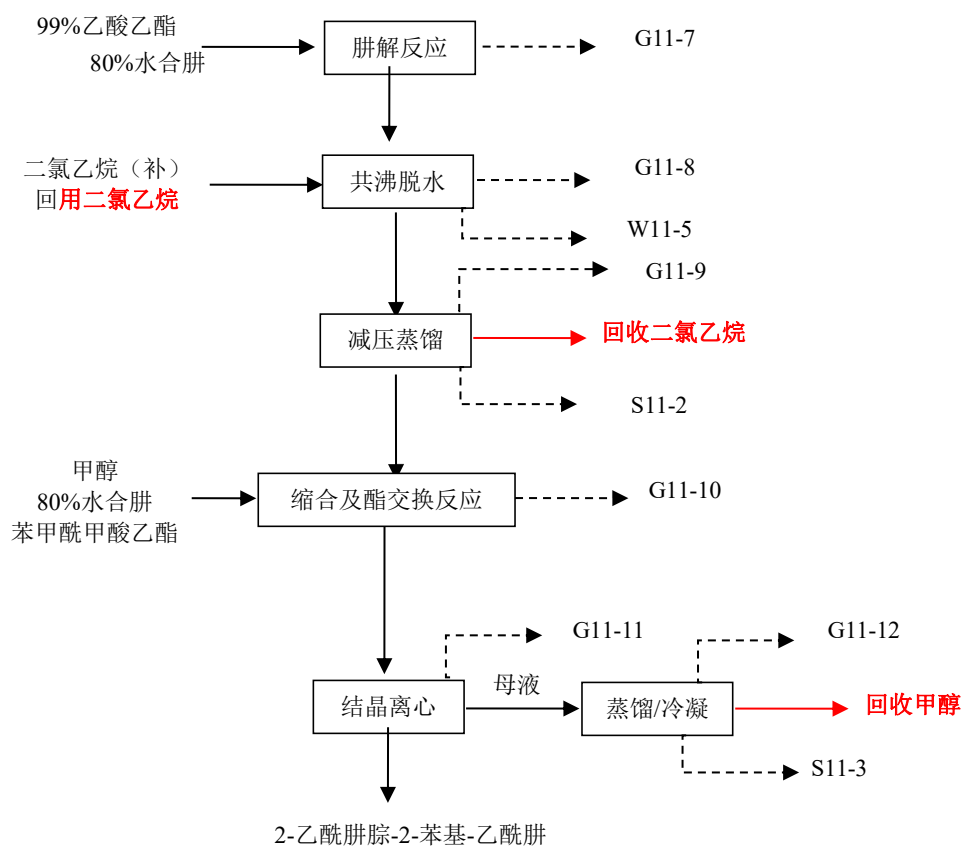 99%乙酸乙酯
80%水合肼
肼解反应
G11-7
二氯乙烷（补）
回用二氯乙烷
共沸脱水
G11-8
W11-5
G11-9
减压蒸馏
回收二氯乙烷
S11-2
甲醇
80%水合肼
苯甲酰甲酸乙酯
缩合及酯交换反应
G11-10
G11-11
G11-12
结晶离心
母液
蒸馏/冷凝
回收甲醇
S11-3
2-乙酰肼腙-2-苯基-乙酰肼